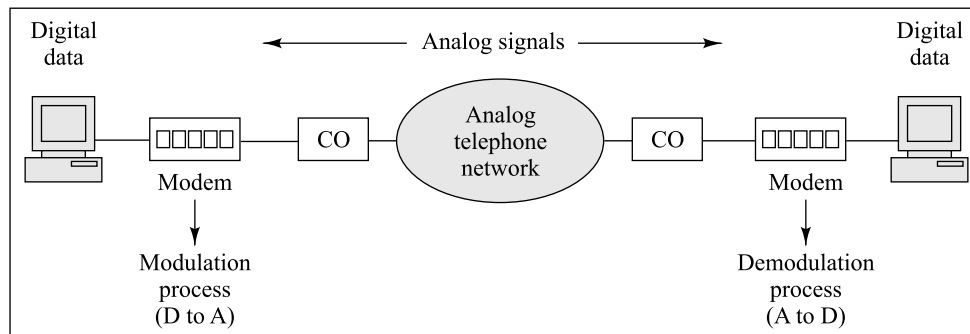 Digital
data
Analog signals
Digital
data
CO
Analog
telephone
network
CO
Modem
Modem
Modulation
process
(D to A)
Demodulation
process
(A to D)